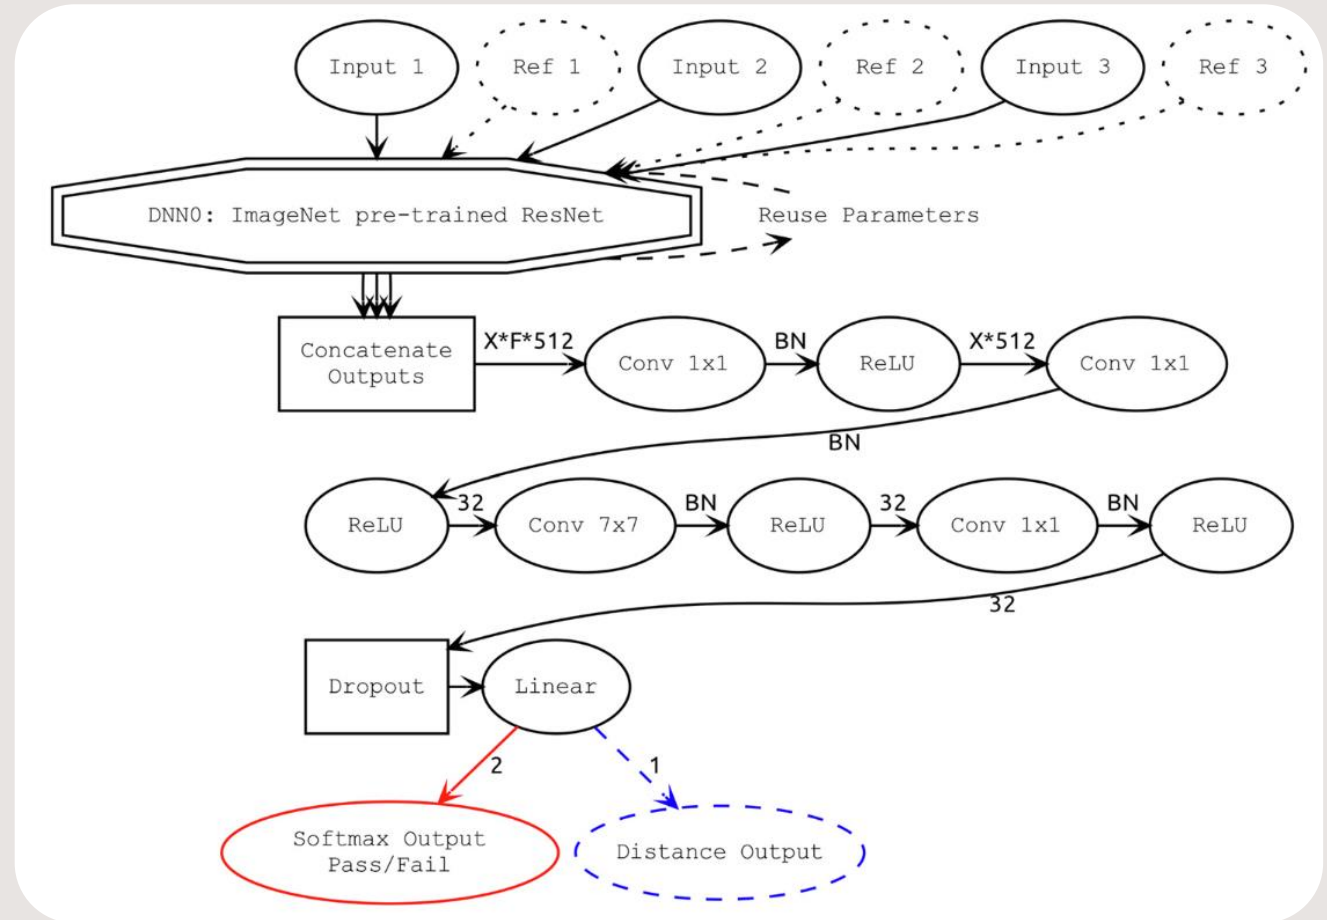 Input 1
Ref 1
Input 2
Ref 2
Input 3
Ref 3
DNN0: ImageNet pre-trained ResNet
Reuse Parameters
Concatenate
Outputs
X*F*512
Conv 1x1
BN
ReLU
X*512
Conv 1x1
BN
ReLU
32
Conv 7x7
BN
ReLU
32
Conv 1x1
BN
ReLU
32
Dropout
Linear
2
1
Softmax Output
Pass/Fail
Distance Output